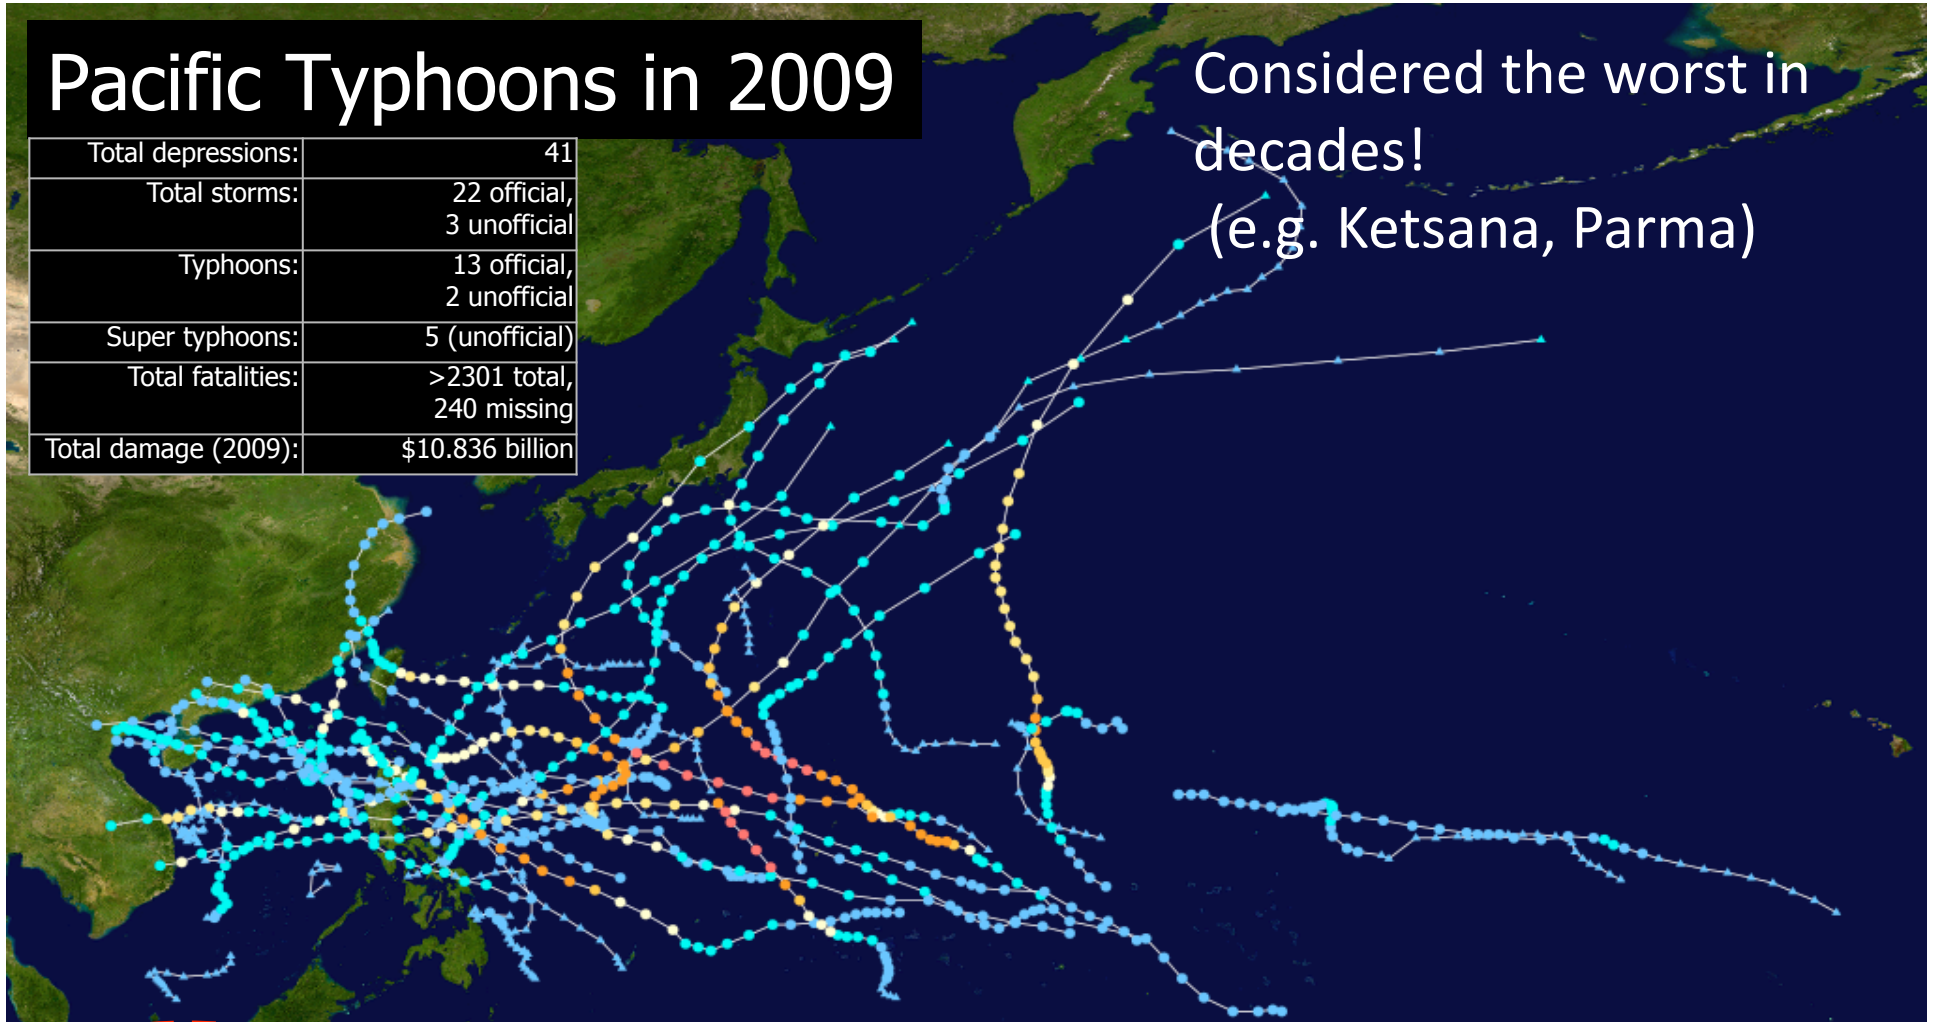 Pacific Typhoons in 2009
Considered the worst in
decades!
(e.g. Ketsana, Parma)
Total depressions: 41
Total storms: 22 official,
3 unofficial
Typhoons: 13 official,
2 unofficial
Super typhoons: 5 (unofficial)
Total fatalities: >2301 total,
240 missing
Total damage (2009): $10.836 billion